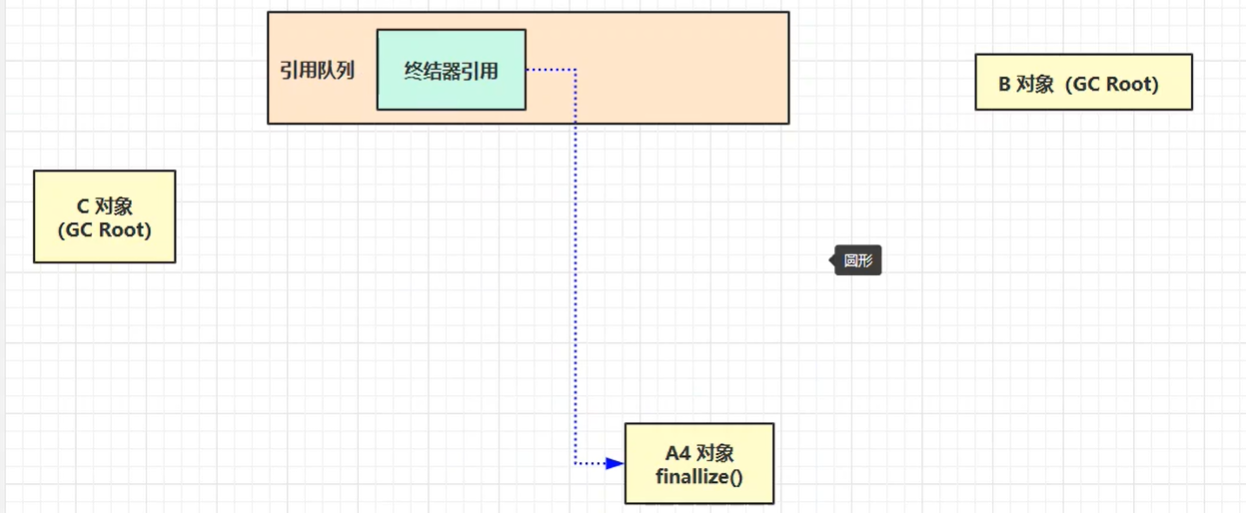 引用队列
终结器引用
B 对象 (GC Root)
C 对象
(GC Root)
圆形
A4 对象
finallize()